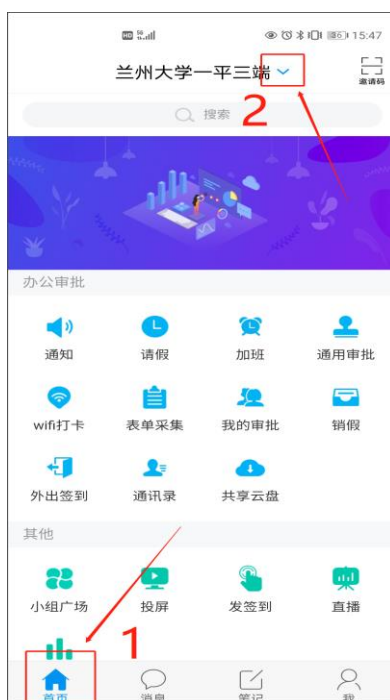 HD 5G 15:47
兰州大学一平三端
邀请码
搜索
2
办公审批
通知 请假 加班 通用审批
wifi打卡 表单采集 我的审批 销假
外出签到 通讯录 共享云盘
其他
小组广场 投屏 发签到 直播
1
首页 消息 笔记 我